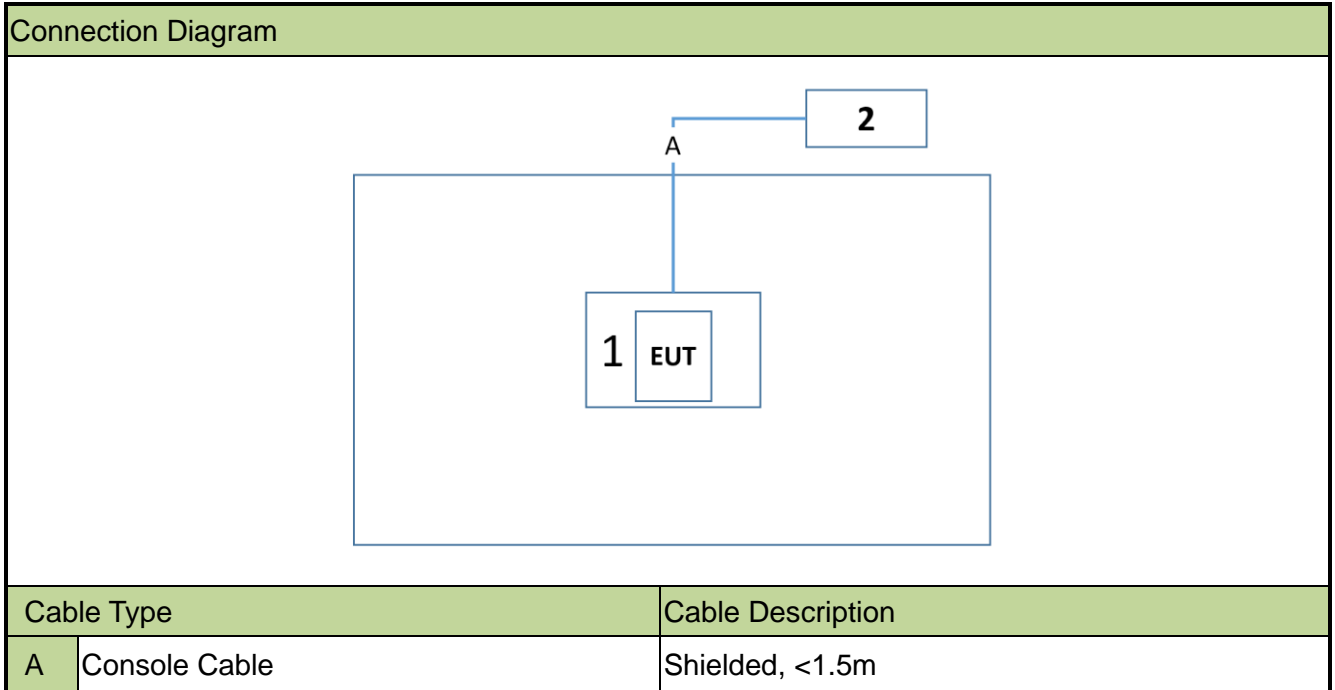 Connection Diagram
2
A
1 EUT
Cable Type Cable Description
A Console Cable Shielded, <1.5m